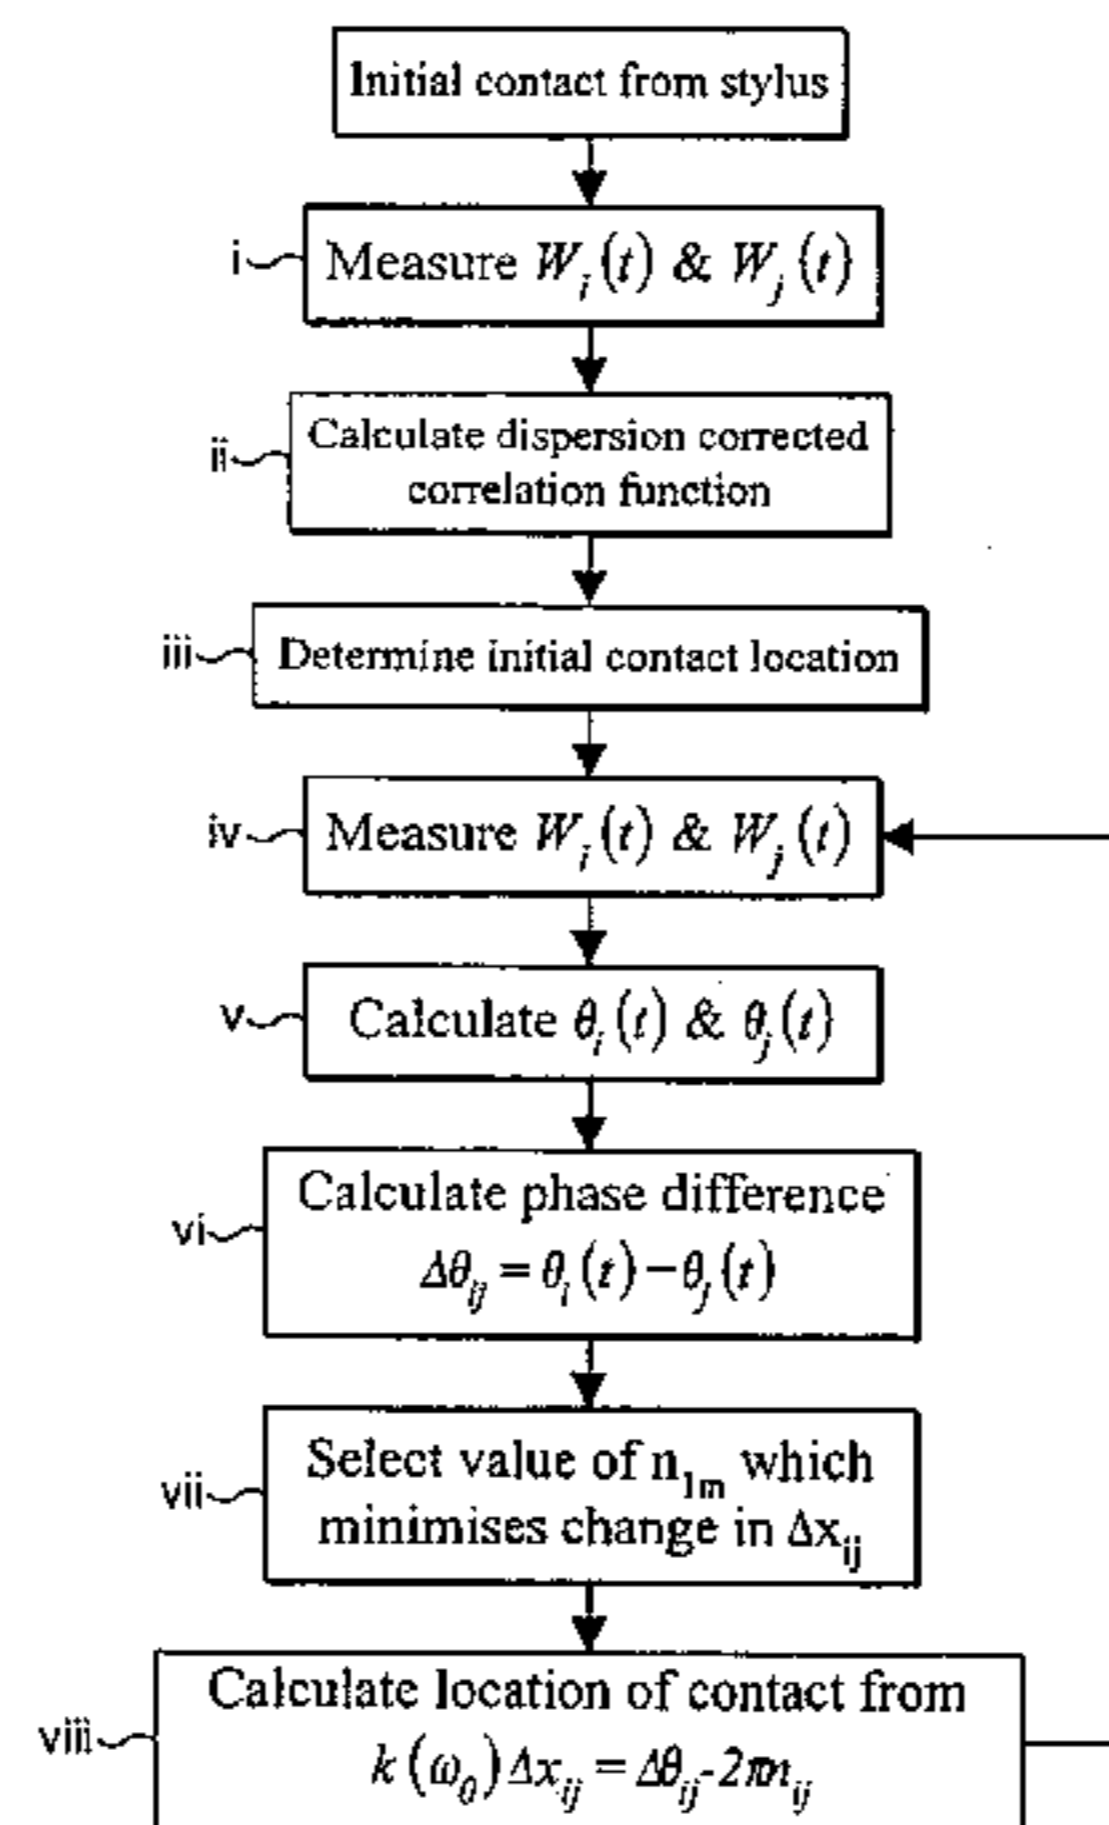 Initial contact from stylus
i
Measure W_i(t) & W_j(t)
ii
Calculate dispersion corrected
correlation function
iii
Determine initial contact location
iv
Measure W_i(t) & W_j(t)
v
Calculate θ_i(t) & θ_j(t)
vi
Calculate phase difference
Δθ_ij = θ_i(t) − θ_j(t)
vii
Select value of n_1m which
minimises change in Δx_ij
viii
Calculate location of contact from
k(ω_0)Δx_ij = Δθ_ij-2πn_ij